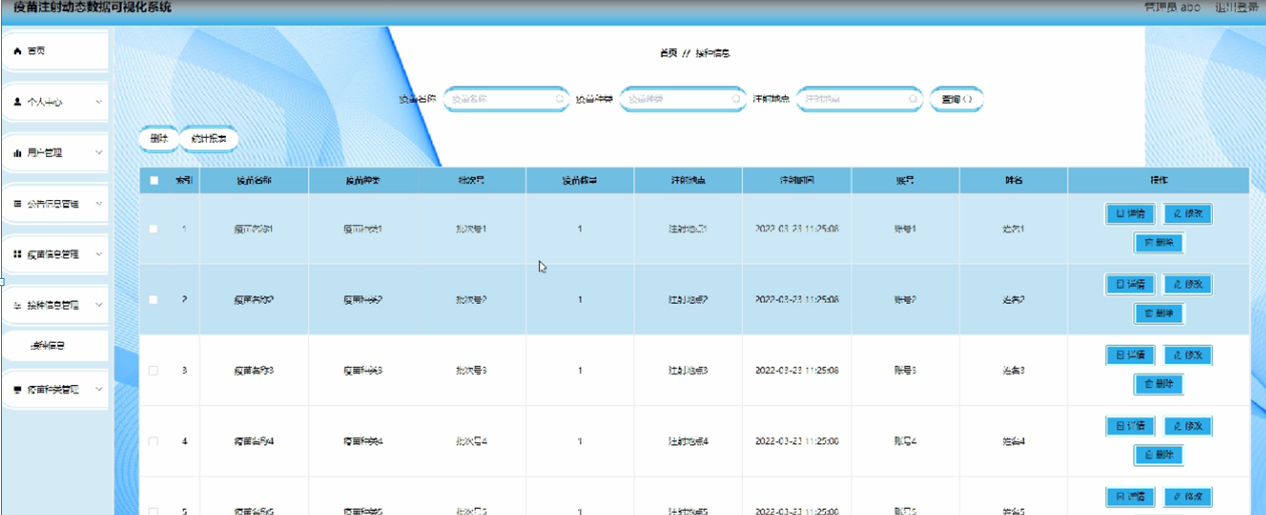 疫苗注射动态数据可视化系统
管理员 abo 退出登录
首页
个人中心
用户管理
公告信息管理
疫苗信息管理
接种信息管理
接种信息
疫苗种类管理
首页 // 接种信息
疫苗名称 疫苗名称 疫苗种类 疫苗种类 注射地点 注射地点 查询
删除 统计报表
索引 疫苗名称 疫苗种类 批次号 疫苗数量 注射地点 注射时间 账号 姓名 操作
1 疫苗名称1 疫苗种类1 批次号1 1 注射地点1 2022-03-23 11:25:08 账号1 姓名1 详情 修改
删除
2 疫苗名称2 疫苗种类2 批次号2 1 注射地点2 2022-03-23 11:25:08 账号2 姓名2 详情 修改
删除
3 疫苗名称3 疫苗种类3 批次号3 1 注射地点3 2022-03-23 11:25:08 账号3 姓名3 详情 修改
删除
4 疫苗名称4 疫苗种类4 批次号4 1 注射地点4 2022-03-23 11:25:08 账号4 姓名4 详情 修改
删除
5 疫苗名称5 疫苗种类5 批次号5 1 注射地点5 2022-03-23 11:25:08 账号5 姓名5 详情 修改